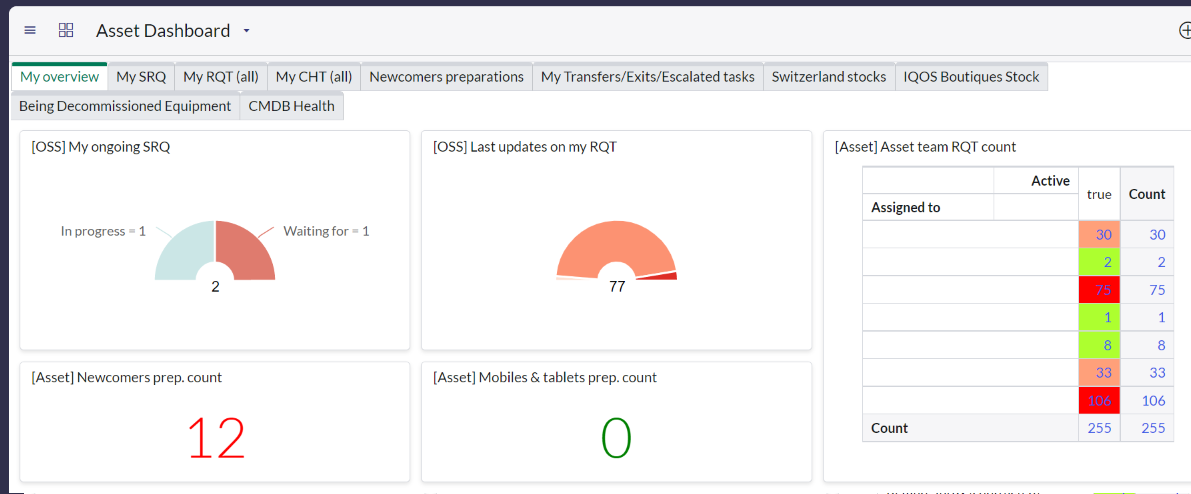 Asset Dashboard
My overview My SRQ My RQT (all) My CHT (all) Newcomers preparations My Transfers/Exits/Escalated tasks Switzerland stocks IQOS Boutiques Stock
Being Decommissioned Equipment CMDB Health
[OSS] My ongoing SRQ
In progress = 1
Waiting for = 1
2
[OSS] Last updates on my RQT
77
[Asset] Asset team RQT count
Active
true
Count
Assigned to
30 30
2 2
75 75
1 1
8 8
33 33
106 106
Count 255 255
[Asset] Newcomers prep. count
12
[Asset] Mobiles & tablets prep. count
0